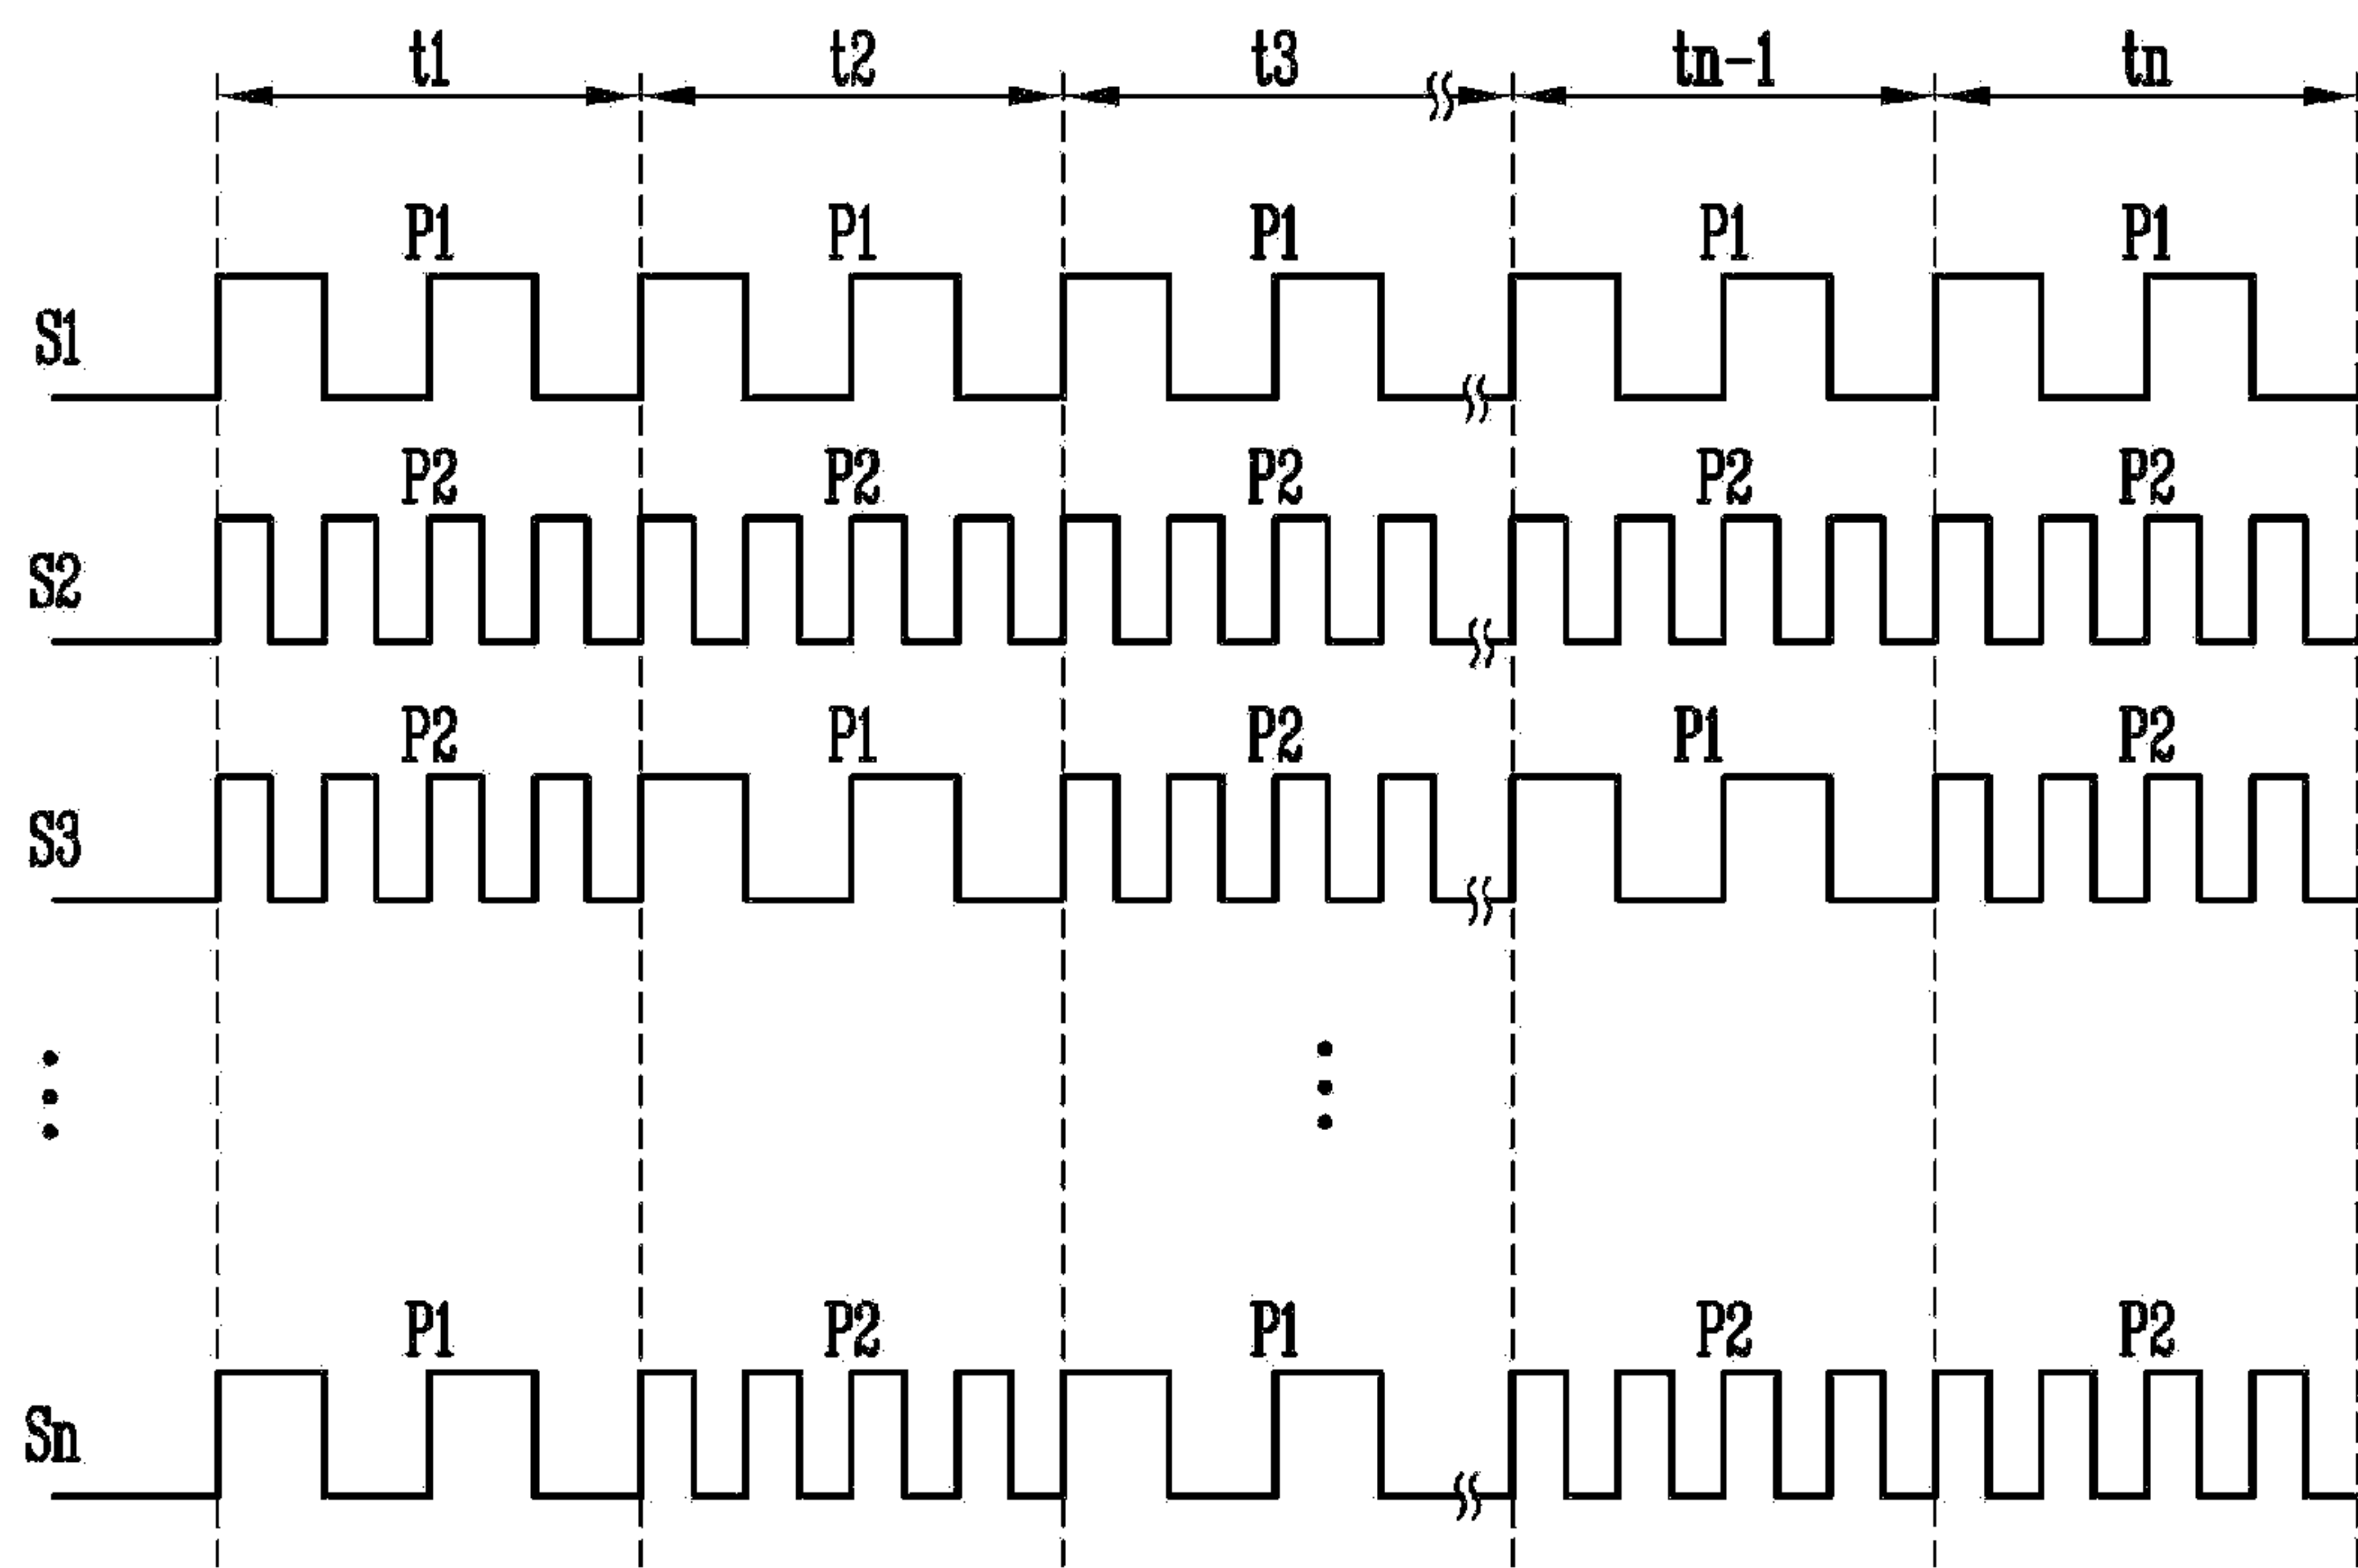 t1 t2 t3 tn-1 tn
P1 P1 P1 P1 P1
S1
P2 P2 P2 P2 P2
S2
P2 P1 P2 P1 P2
S3
P1 P2 P1 P2 P2
Sn